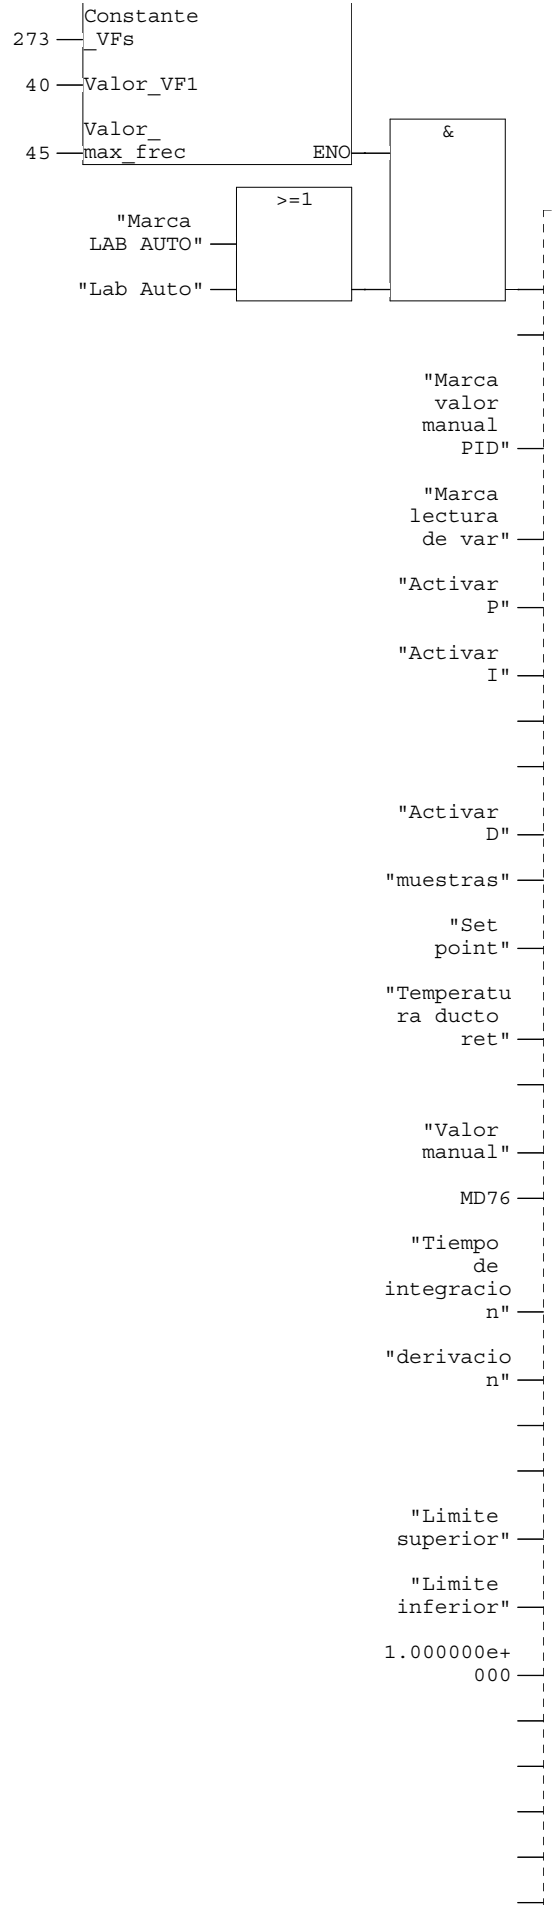 Constante
273 _VFs
40 Valor_VF1
Valor_
45 max_frec ENO
&
>=1
"Marca
LAB AUTO"
"Lab Auto"
"Marca
valor
manual
PID"
"Marca
lectura
de var"
"Activar
P"
"Activar
I"
"Activar
D"
"muestras"
"Set
point"
"Temperatu
ra ducto
ret"
"Valor
manual"
MD76
"Tiempo
de
integracio
n"
"derivacio
n"
"Limite
superior"
"Limite
inferior"
1.000000e+
000